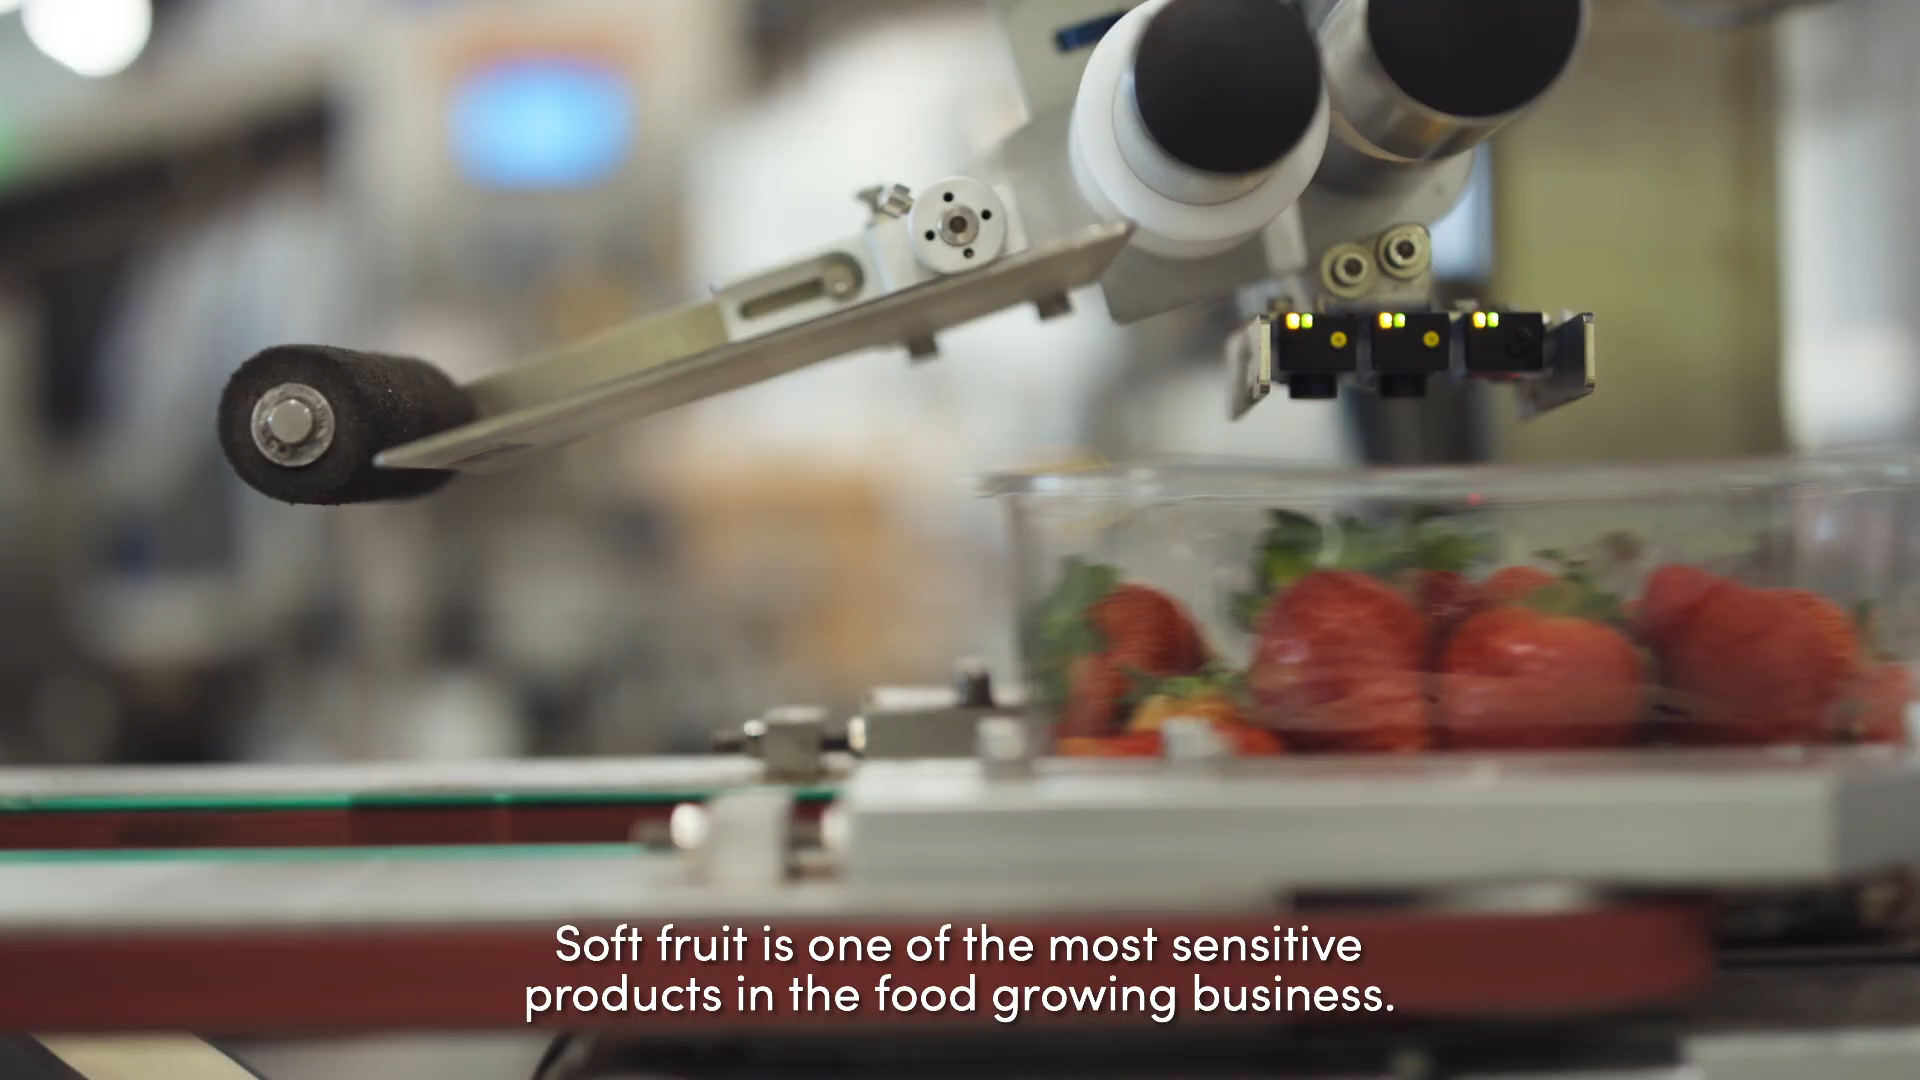 Soft fruit is one of the most sensitive
products in the food growing business.